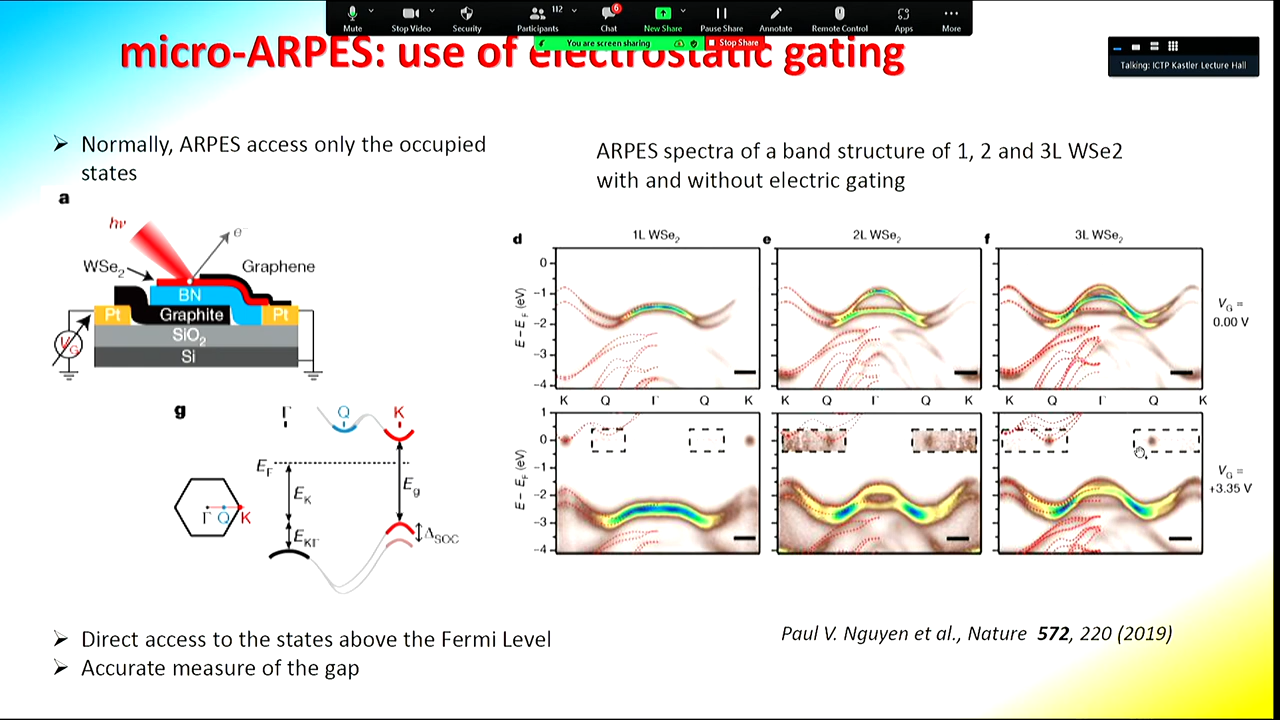 Mute
Stop Video
Security
112
Participants
6
Chat
New Share
Pause Share
Annotate
Remote Control
Apps
More
You are screen sharing
Stop Share
Talking: ICTP Kastler Lecture Hall
micro-ARPES: use of electrostatic gating
➢ Normally, ARPES access only the occupied
states
ARPES spectra of a band structure of 1, 2 and 3L WSe2
with and without electric gating
a
hν
e⁻
WSe₂
Graphene
BN
Pt
Graphite
Pt
SiO₂
Si
V_G
g
Γ
Q
K
E_F
E_K
E_g
E_KΓ
Δ_SOC
Γ
Q
K
d
1L WSe₂
e
2L WSe₂
f
3L WSe₂
E − E_F (eV)
0
−1
−2
−3
−4
V_G =
0.00 V
K Q Γ Q K
K Q Γ Q K
K Q Γ Q K
E − E_F (eV)
1
0
−1
−2
−3
−4
V_G =
+3.35 V
➢ Direct access to the states above the Fermi Level
➢ Accurate measure of the gap
Paul V. Nguyen et al., Nature 572, 220 (2019)